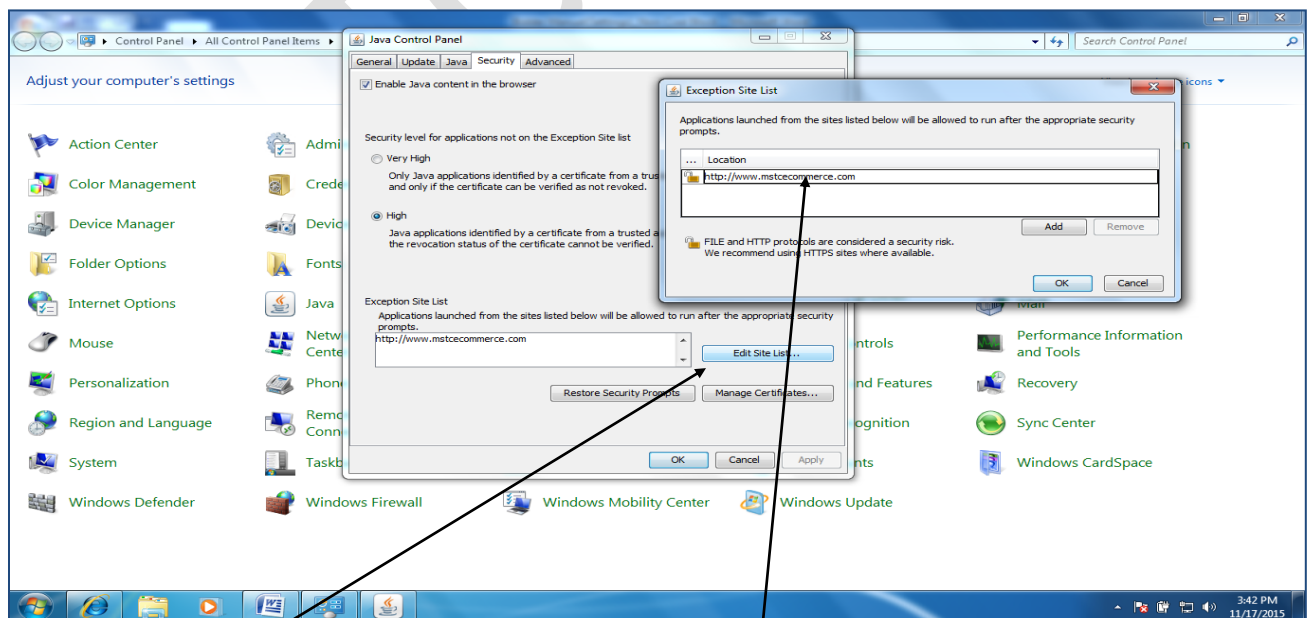 Control Panel ▸ All Control Panel Items ▸
Search Control Panel
Adjust your computer's settings
icons
Action Center
Admi
Color Management
Crede
Device Manager
Devic
Folder Options
Fonts
Internet Options
Java
Mail
Mouse
Netw
Cente
ntrols
Performance Information
and Tools
Personalization
Phon
nd Features
Recovery
Region and Language
Remo
Conn
ognition
Sync Center
System
Taskb
nts
Windows CardSpace
Windows Defender
Windows Firewall
Windows Mobility Center
Windows Update
Java Control Panel
General Update Java Security Advanced
Enable Java content in the browser
Security level for applications not on the Exception Site list
Very High
Only Java applications identified by a certificate from a trus
and only if the certificate can be verified as not revoked.
High
Java applications identified by a certificate from a trusted a
the revocation status of the certificate cannot be verified.
Exception Site List
Applications launched from the sites listed below will be allowed to run after the appropriate security
prompts.
http://www.mstcecommerce.com
Edit Site List...
Restore Security Prompts
Manage Certificates...
OK
Cancel
Apply
Exception Site List
Applications launched from the sites listed below will be allowed to run after the appropriate security
prompts.
... Location
http://www.mstcecommerce.com
Add
Remove
FILE and HTTP protocols are considered a security risk.
We recommend using HTTPS sites where available.
OK
Cancel
3:42 PM
11/17/2015